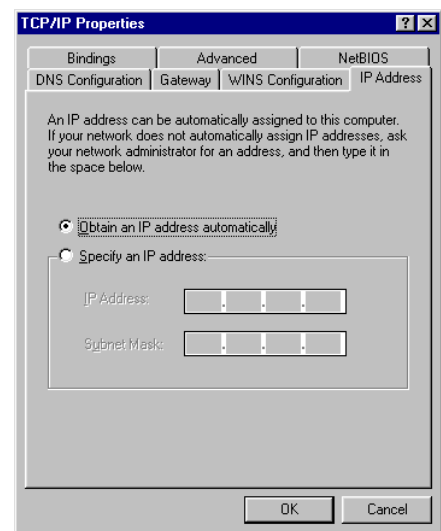 TCP/IP Properties
Bindings Advanced NetBIOS
DNS Configuration Gateway WINS Configuration IP Address
An IP address can be automatically assigned to this computer.
If your network does not automatically assign IP addresses, ask
your network administrator for an address, and then type it in
the space below.
Obtain an IP address automatically
Specify an IP address:
IP Address:
Subnet Mask:
OK Cancel